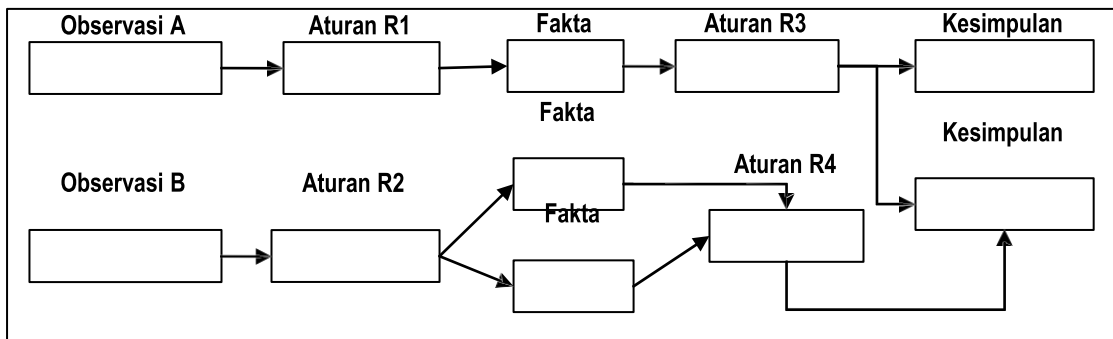 Observasi A
Aturan R1
Fakta
Aturan R3
Kesimpulan
Fakta
Kesimpulan
Observasi B
Aturan R2
Aturan R4
Fakta